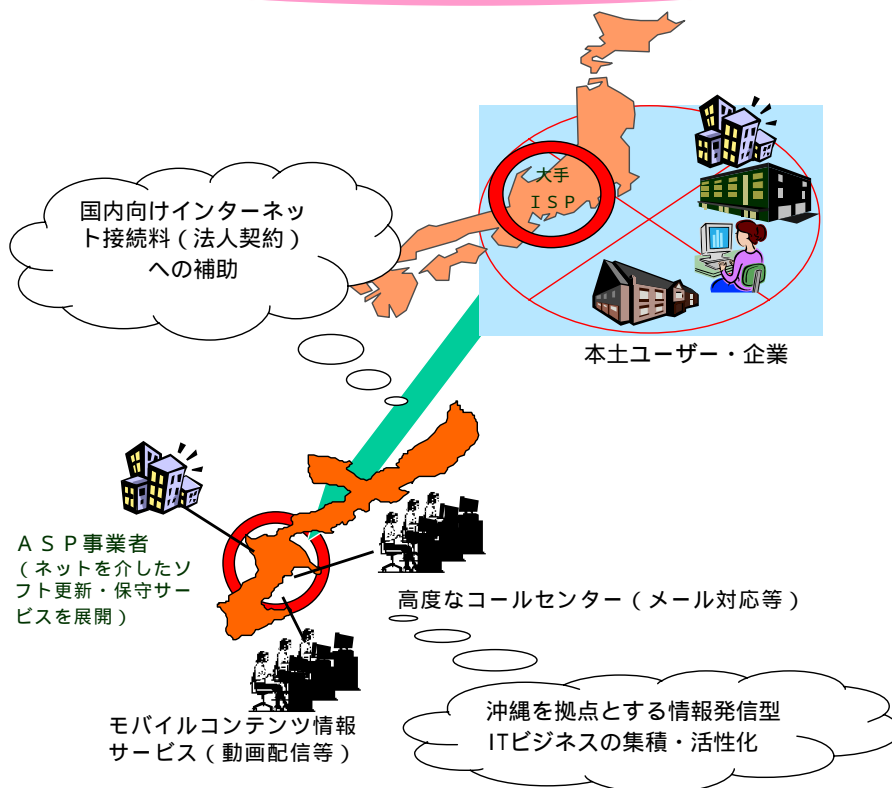 大手
ＩＳＰ
国内向けインターネッ
ト接続料（法人契約）
への補助
本土ユーザー・企業
ＡＳＰ事業者
（ネットを介したソ
フト更新・保守サー
ビスを展開）
高度なコールセンター（メール対応等）
モバイルコンテンツ情報
サービス（動画配信等）
沖縄を拠点とする情報発信型
ITビジネスの集積・活性化